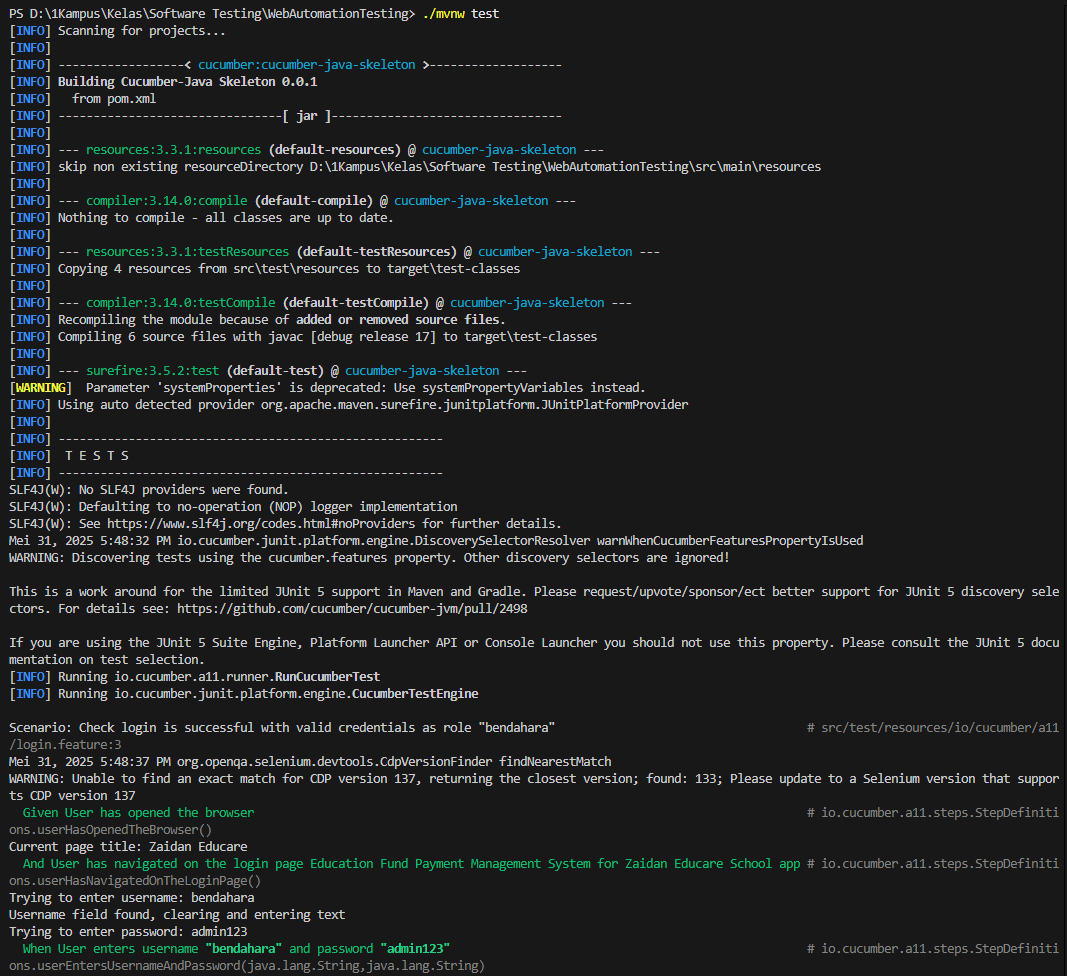 PS D:\1Kampus\Kelas\Software Testing\WebAutomationTesting> ./mvnw test
[INFO] Scanning for projects...
[INFO]
[INFO] ------------------< cucumber:cucumber-java-skeleton >-------------------
[INFO] Building Cucumber-Java Skeleton 0.0.1
[INFO]   from pom.xml
[INFO] --------------------------------[ jar ]---------------------------------
[INFO]
[INFO] --- resources:3.3.1:resources (default-resources) @ cucumber-java-skeleton ---
[INFO] skip non existing resourceDirectory D:\1Kampus\Kelas\Software Testing\WebAutomationTesting\src\main\resources
[INFO]
[INFO] --- compiler:3.14.0:compile (default-compile) @ cucumber-java-skeleton ---
[INFO] Nothing to compile - all classes are up to date.
[INFO]
[INFO] --- resources:3.3.1:testResources (default-testResources) @ cucumber-java-skeleton ---
[INFO] Copying 4 resources from src\test\resources to target\test-classes
[INFO]
[INFO] --- compiler:3.14.0:testCompile (default-testCompile) @ cucumber-java-skeleton ---
[INFO] Recompiling the module because of added or removed source files.
[INFO] Compiling 6 source files with javac [debug release 17] to target\test-classes
[INFO]
[INFO] --- surefire:3.5.2:test (default-test) @ cucumber-java-skeleton ---
[WARNING]  Parameter 'systemProperties' is deprecated: Use systemPropertyVariables instead.
[INFO] Using auto detected provider org.apache.maven.surefire.junitplatform.JUnitPlatformProvider
[INFO]
[INFO] -------------------------------------------------------
[INFO]  T E S T S
[INFO] -------------------------------------------------------
SLF4J(W): No SLF4J providers were found.
SLF4J(W): Defaulting to no-operation (NOP) logger implementation
SLF4J(W): See https://www.slf4j.org/codes.html#noProviders for further details.
Mei 31, 2025 5:48:32 PM io.cucumber.junit.platform.engine.DiscoverySelectorResolver warnWhenCucumberFeaturesPropertyIsUsed
WARNING: Discovering tests using the cucumber.features property. Other discovery selectors are ignored!

This is a work around for the limited JUnit 5 support in Maven and Gradle. Please request/upvote/sponsor/ect better support for JUnit 5 discovery sele
ctors. For details see: https://github.com/cucumber/cucumber-jvm/pull/2498

If you are using the JUnit 5 Suite Engine, Platform Launcher API or Console Launcher you should not use this property. Please consult the JUnit 5 docu
mentation on test selection.
[INFO] Running io.cucumber.a11.runner.RunCucumberTest
[INFO] Running io.cucumber.junit.platform.engine.CucumberTestEngine

Scenario: Check login is successful with valid credentials as role "bendahara" # src/test/resources/io/cucumber/a11
/login.feature:3
Mei 31, 2025 5:48:37 PM org.openqa.selenium.devtools.CdpVersionFinder findNearestMatch
WARNING: Unable to find an exact match for CDP version 137, returning the closest version; found: 133; Please update to a Selenium version that suppor
ts CDP version 137
  Given User has opened the browser # io.cucumber.a11.steps.StepDefiniti
ons.userHasOpenedTheBrowser()
Current page title: Zaidan Educare
  And User has navigated on the login page Education Fund Payment Management System for Zaidan Educare School app # io.cucumber.a11.steps.StepDefiniti
ons.userHasNavigatedOnTheLoginPage()
Trying to enter username: bendahara
Username field found, clearing and entering text
Trying to enter password: admin123
  When User enters username "bendahara" and password "admin123" # io.cucumber.a11.steps.StepDefiniti
ons.userEntersUsernameAndPassword(java.lang.String,java.lang.String)